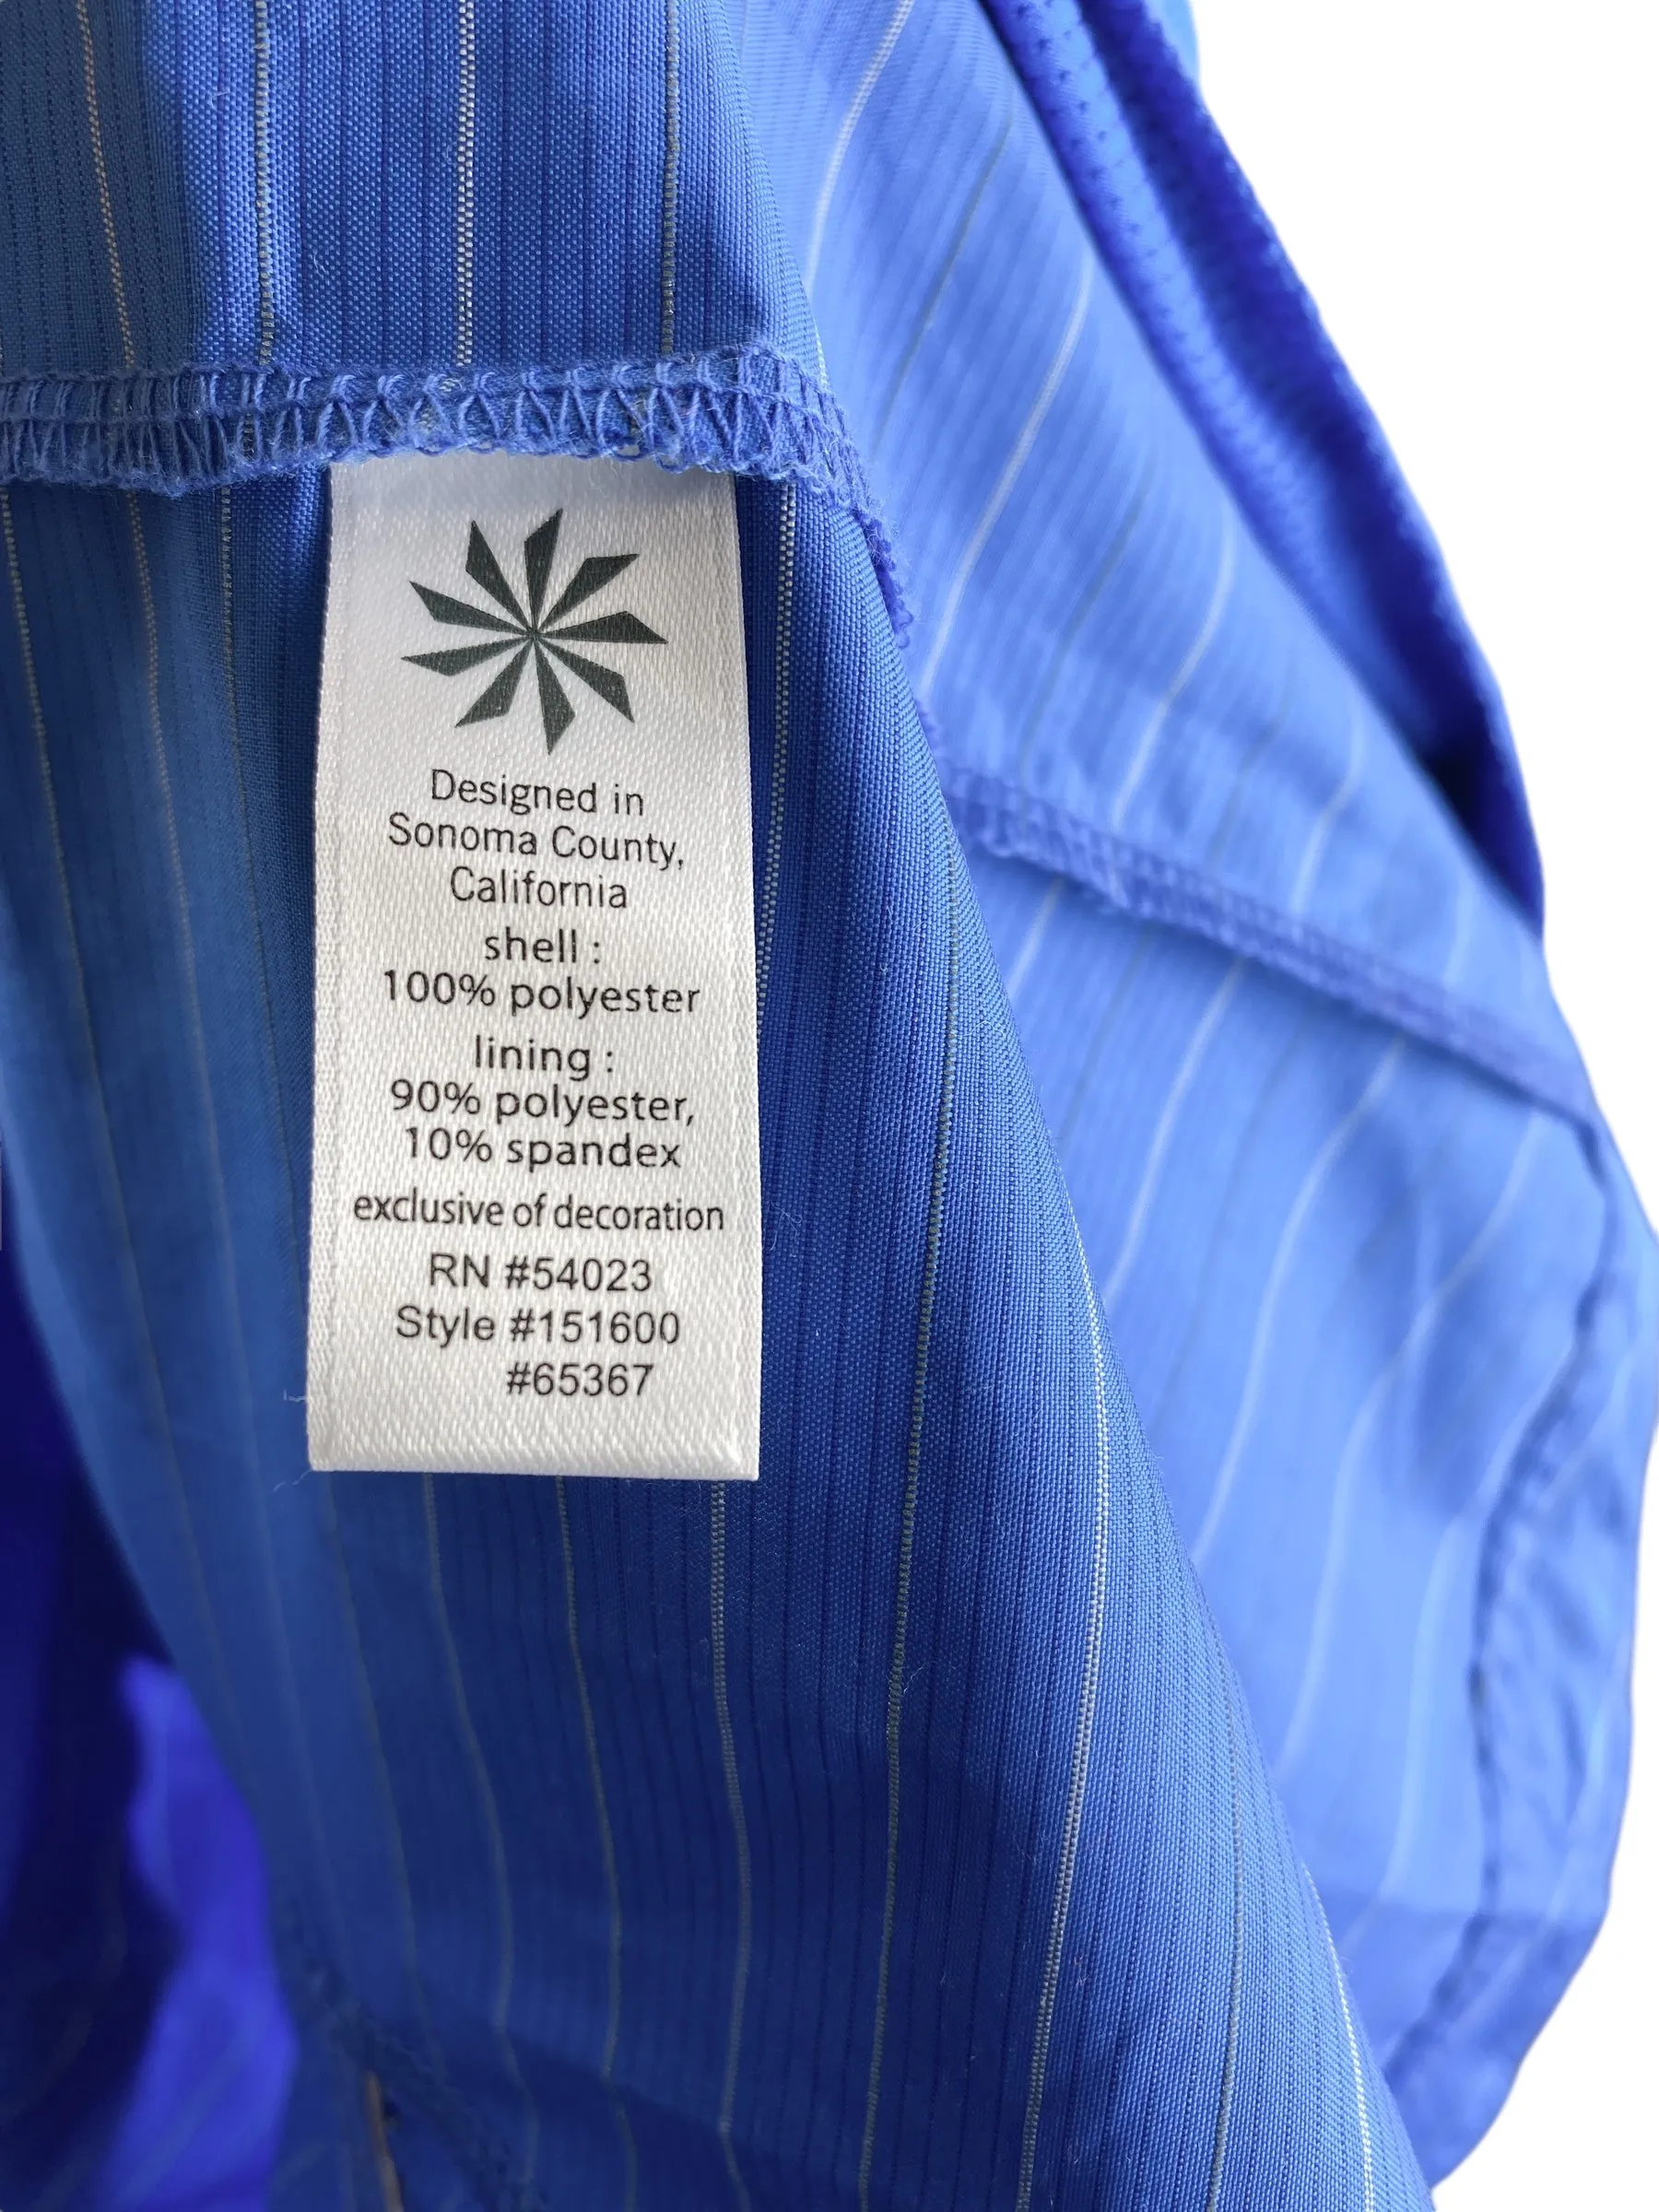 Designed in
Sonoma County,
California
shell :
100% polyester
lining :
90% polyester,
10% spandex
exclusive of decoration
RN #54023
Style #151600
#65367